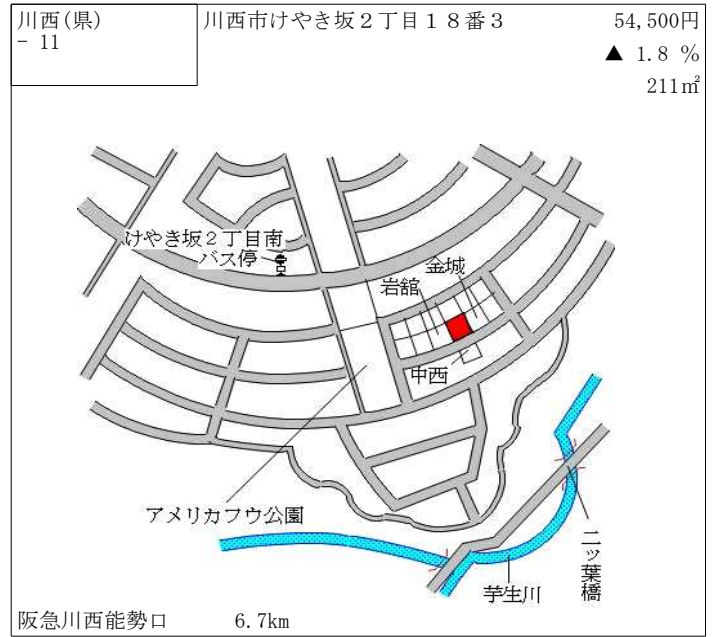 川西(県)
- 11
川西市けやき坂２丁目１８番３
54,500円
▲ 1.8 %
211㎡
けやき坂２丁目南
バス停
金城
岩舘
中西
アメリカフウ公園
二ッ葉橋
芋生川
阪急川西能勢口　6.7km